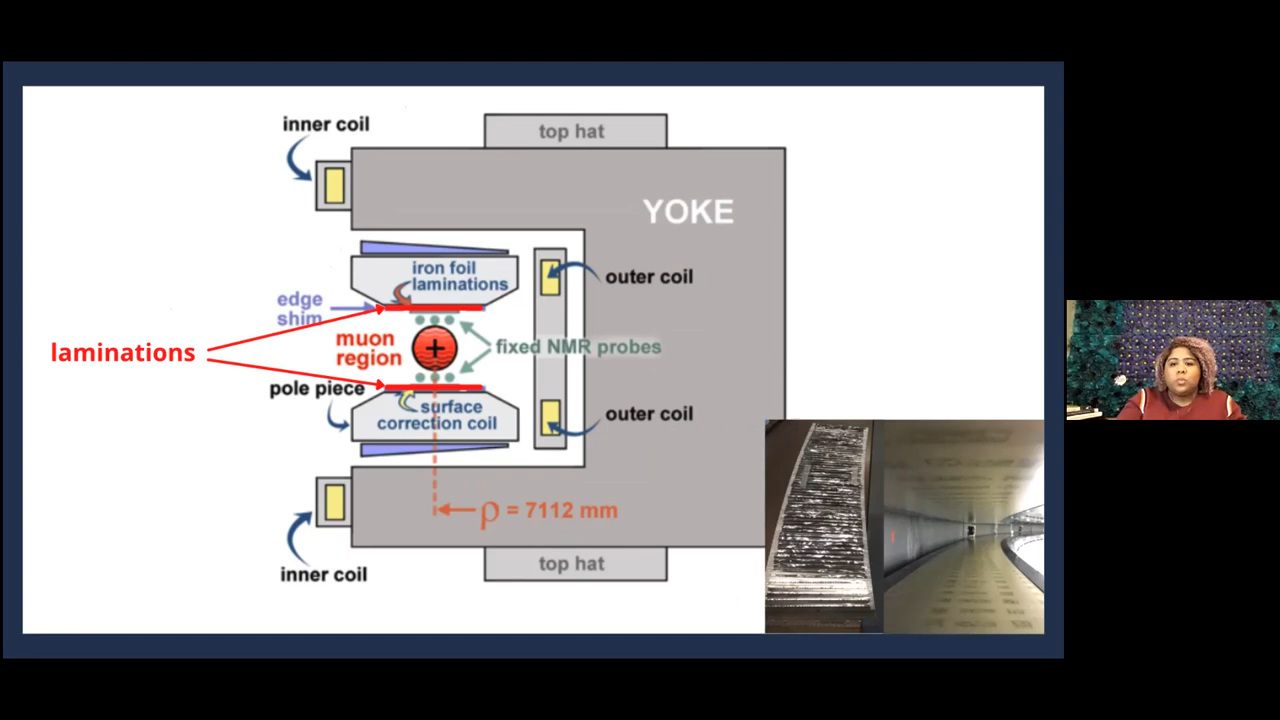 inner coil
top hat
YOKE
iron foil
laminations
outer coil
edge
shim
muon
region
+
fixed NMR probes
laminations
pole piece
surface
correction coil
outer coil
ρ = 7112 mm
inner coil
top hat